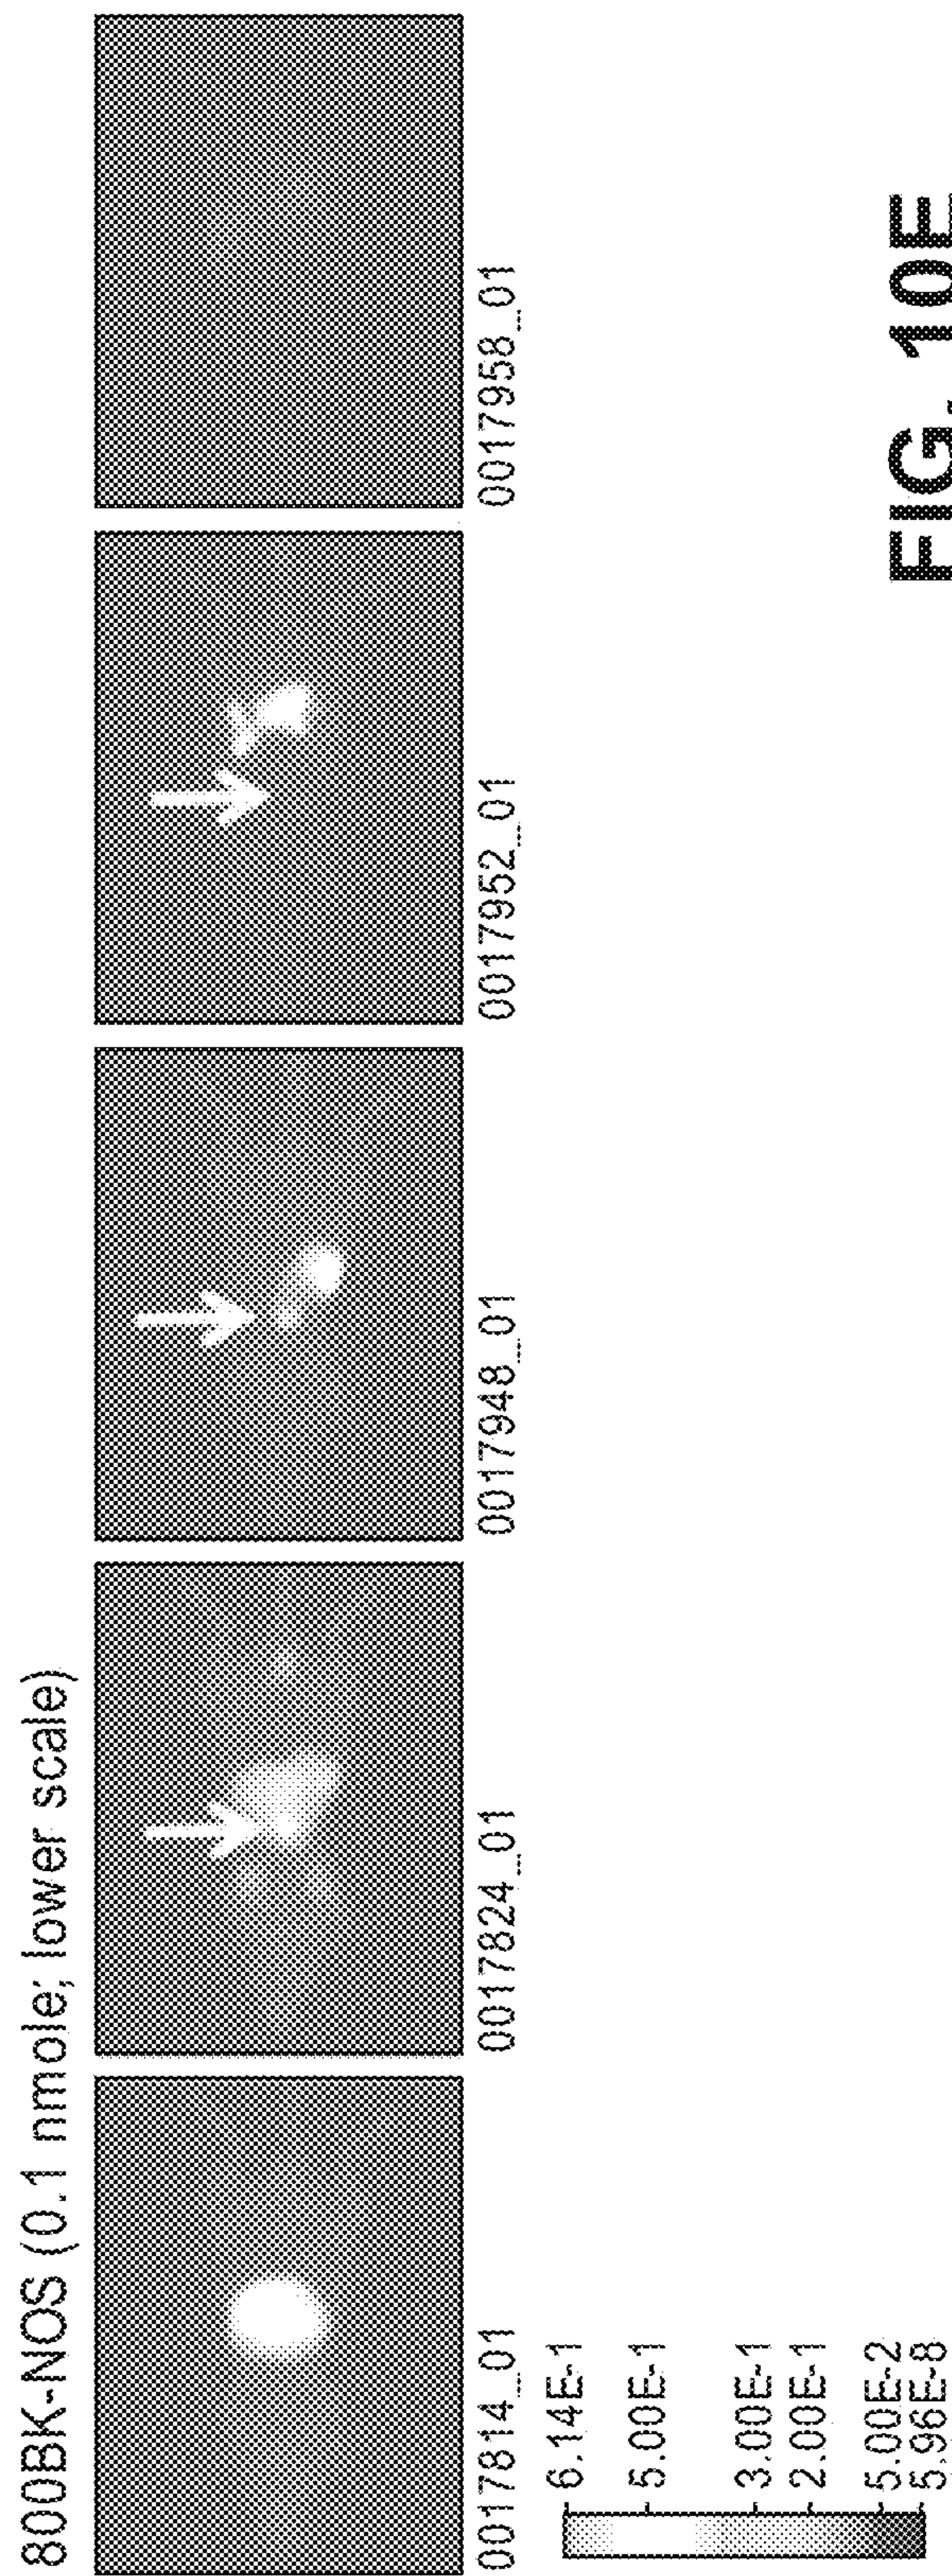 800BK-NOS (0.1 nmole; lower scale)
0017814_01
0017824_01
0017948_01
0017952_01
0017958_01
6.14E-1
5.00E-1
3.00E-1
2.00E-1
5.00E-2
5.96E-8
FIG. 10E